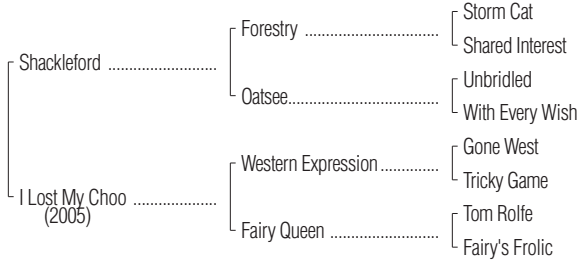 Storm Cat
Forestry ..............................
Shared Interest
Shackleford ........................
Unbridled
Oatsee..................................
With Every Wish
Gone West
Western Expression.............
Tricky Game
I Lost My Choo ..................
(2005)
Tom Rolfe
Fairy Queen ........................
Fairy's Frolic